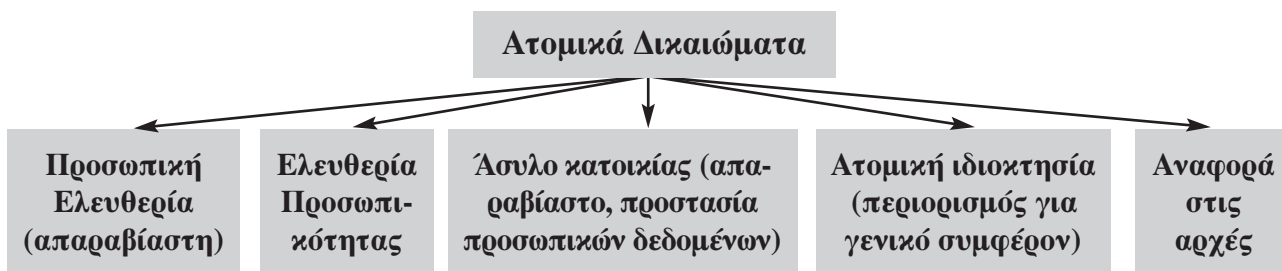 Ατομικά Δικαιώματα
Προσωπική
Ελευθερία
(απαραβίαστη)
Ελευθερία
Προσωπι-
κότητας
Άσυλο κατοικίας (απα-
ραβίαστο, προστασία
προσωπικών δεδομένων)
Ατομική ιδιοκτησία
(περιορισμός για
γενικό συμφέρον)
Αναφορά
στις
αρχές